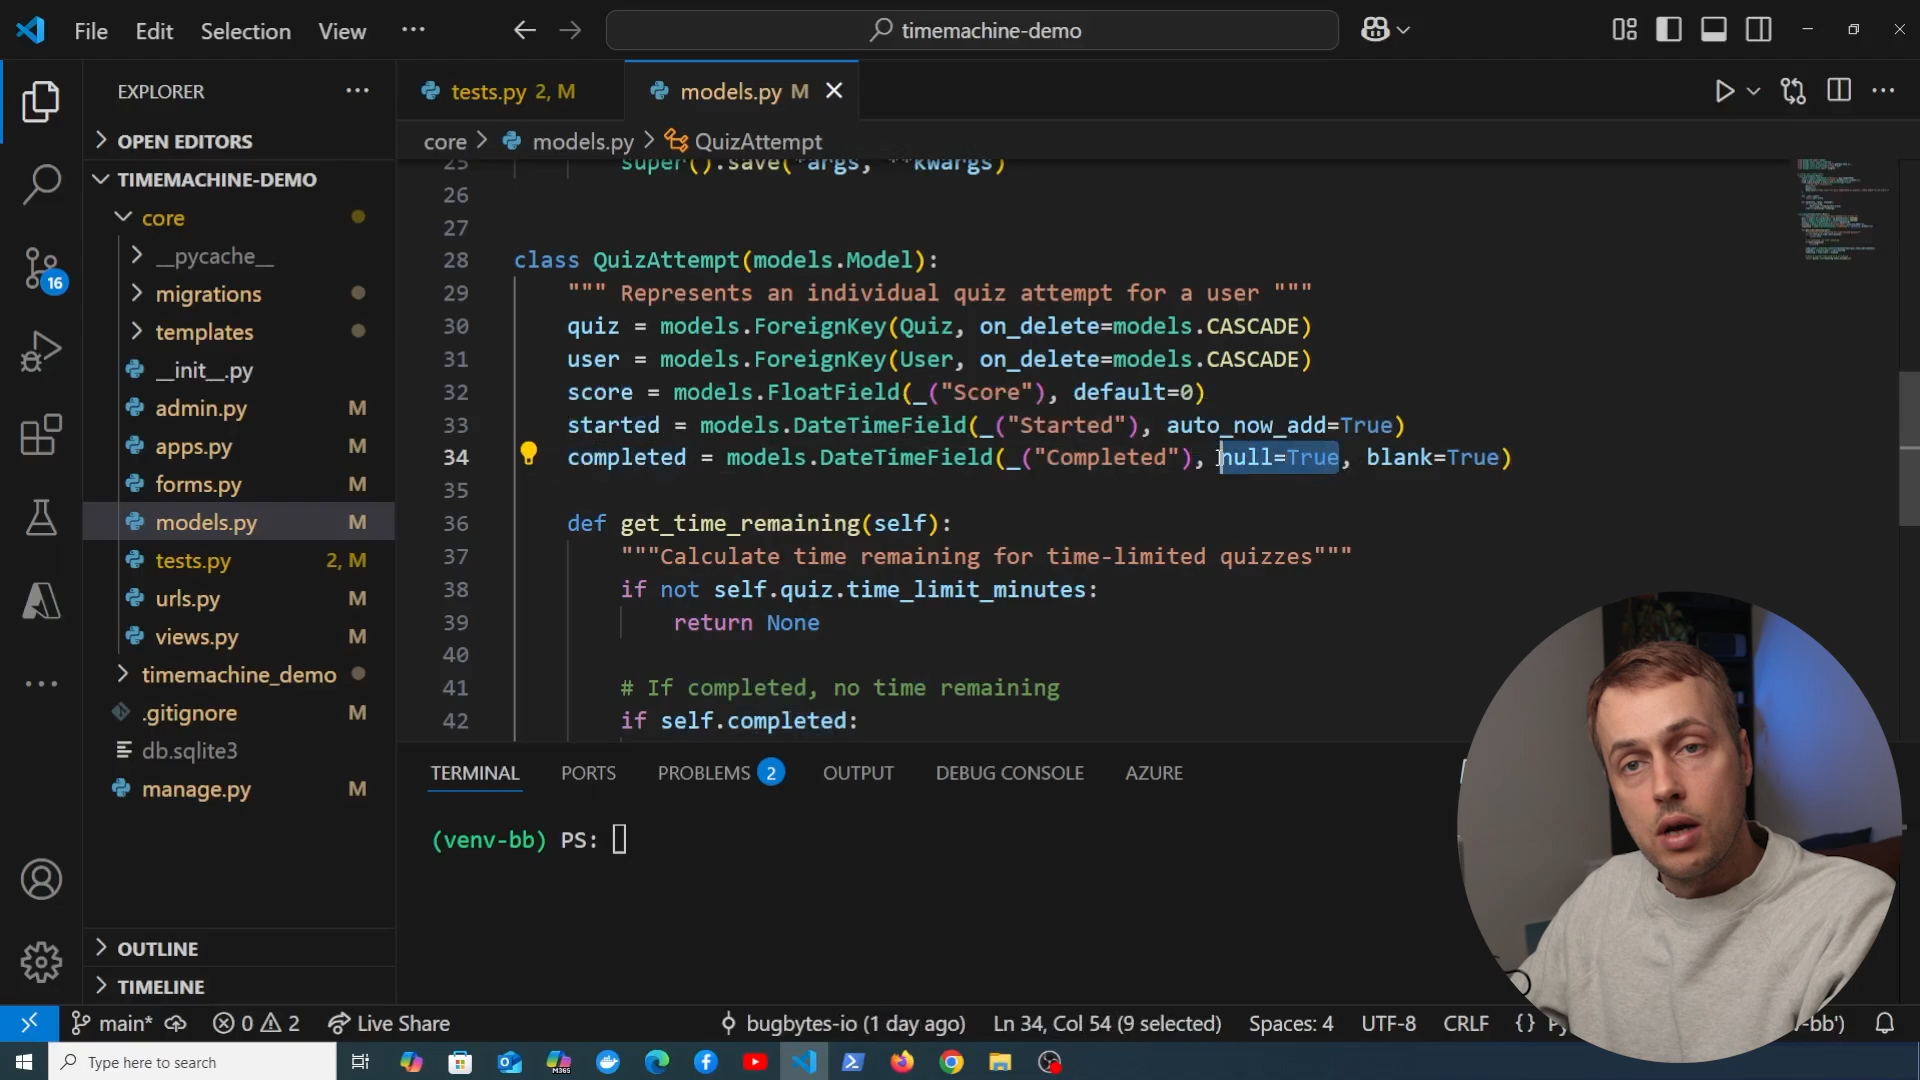 File Edit Selection View ··· timemachine-demo
EXPLORER ···
OPEN EDITORS
TIMEMACHINE-DEMO
core
__pycache__
migrations
templates
__init__.py
admin.py M
apps.py M
forms.py M
models.py M
tests.py 2, M
urls.py M
views.py M
timemachine_demo
.gitignore M
db.sqlite3
manage.py M
OUTLINE
TIMELINE
16
tests.py 2, M models.py M
core > models.py > QuizAttempt
25 super().save(*args, **kwargs)
26
27
28 class QuizAttempt(models.Model):
29 """ Represents an individual quiz attempt for a user """
30 quiz = models.ForeignKey(Quiz, on_delete=models.CASCADE)
31 user = models.ForeignKey(User, on_delete=models.CASCADE)
32 score = models.FloatField(_("Score"), default=0)
33 started = models.DateTimeField(_("Started"), auto_now_add=True)
34 completed = models.DateTimeField(_("Completed"), null=True, blank=True)
35
36 def get_time_remaining(self):
37 """Calculate time remaining for time-limited quizzes"""
38 if not self.quiz.time_limit_minutes:
39 return None
40
41 # If completed, no time remaining
42 if self.completed:
TERMINAL PORTS PROBLEMS 2 OUTPUT DEBUG CONSOLE AZURE
(venv-bb) PS:
main* 0 2 Live Share bugbytes-io (1 day ago) Ln 34, Col 54 (9 selected) Spaces: 4 UTF-8 CRLF {}
Type here to search